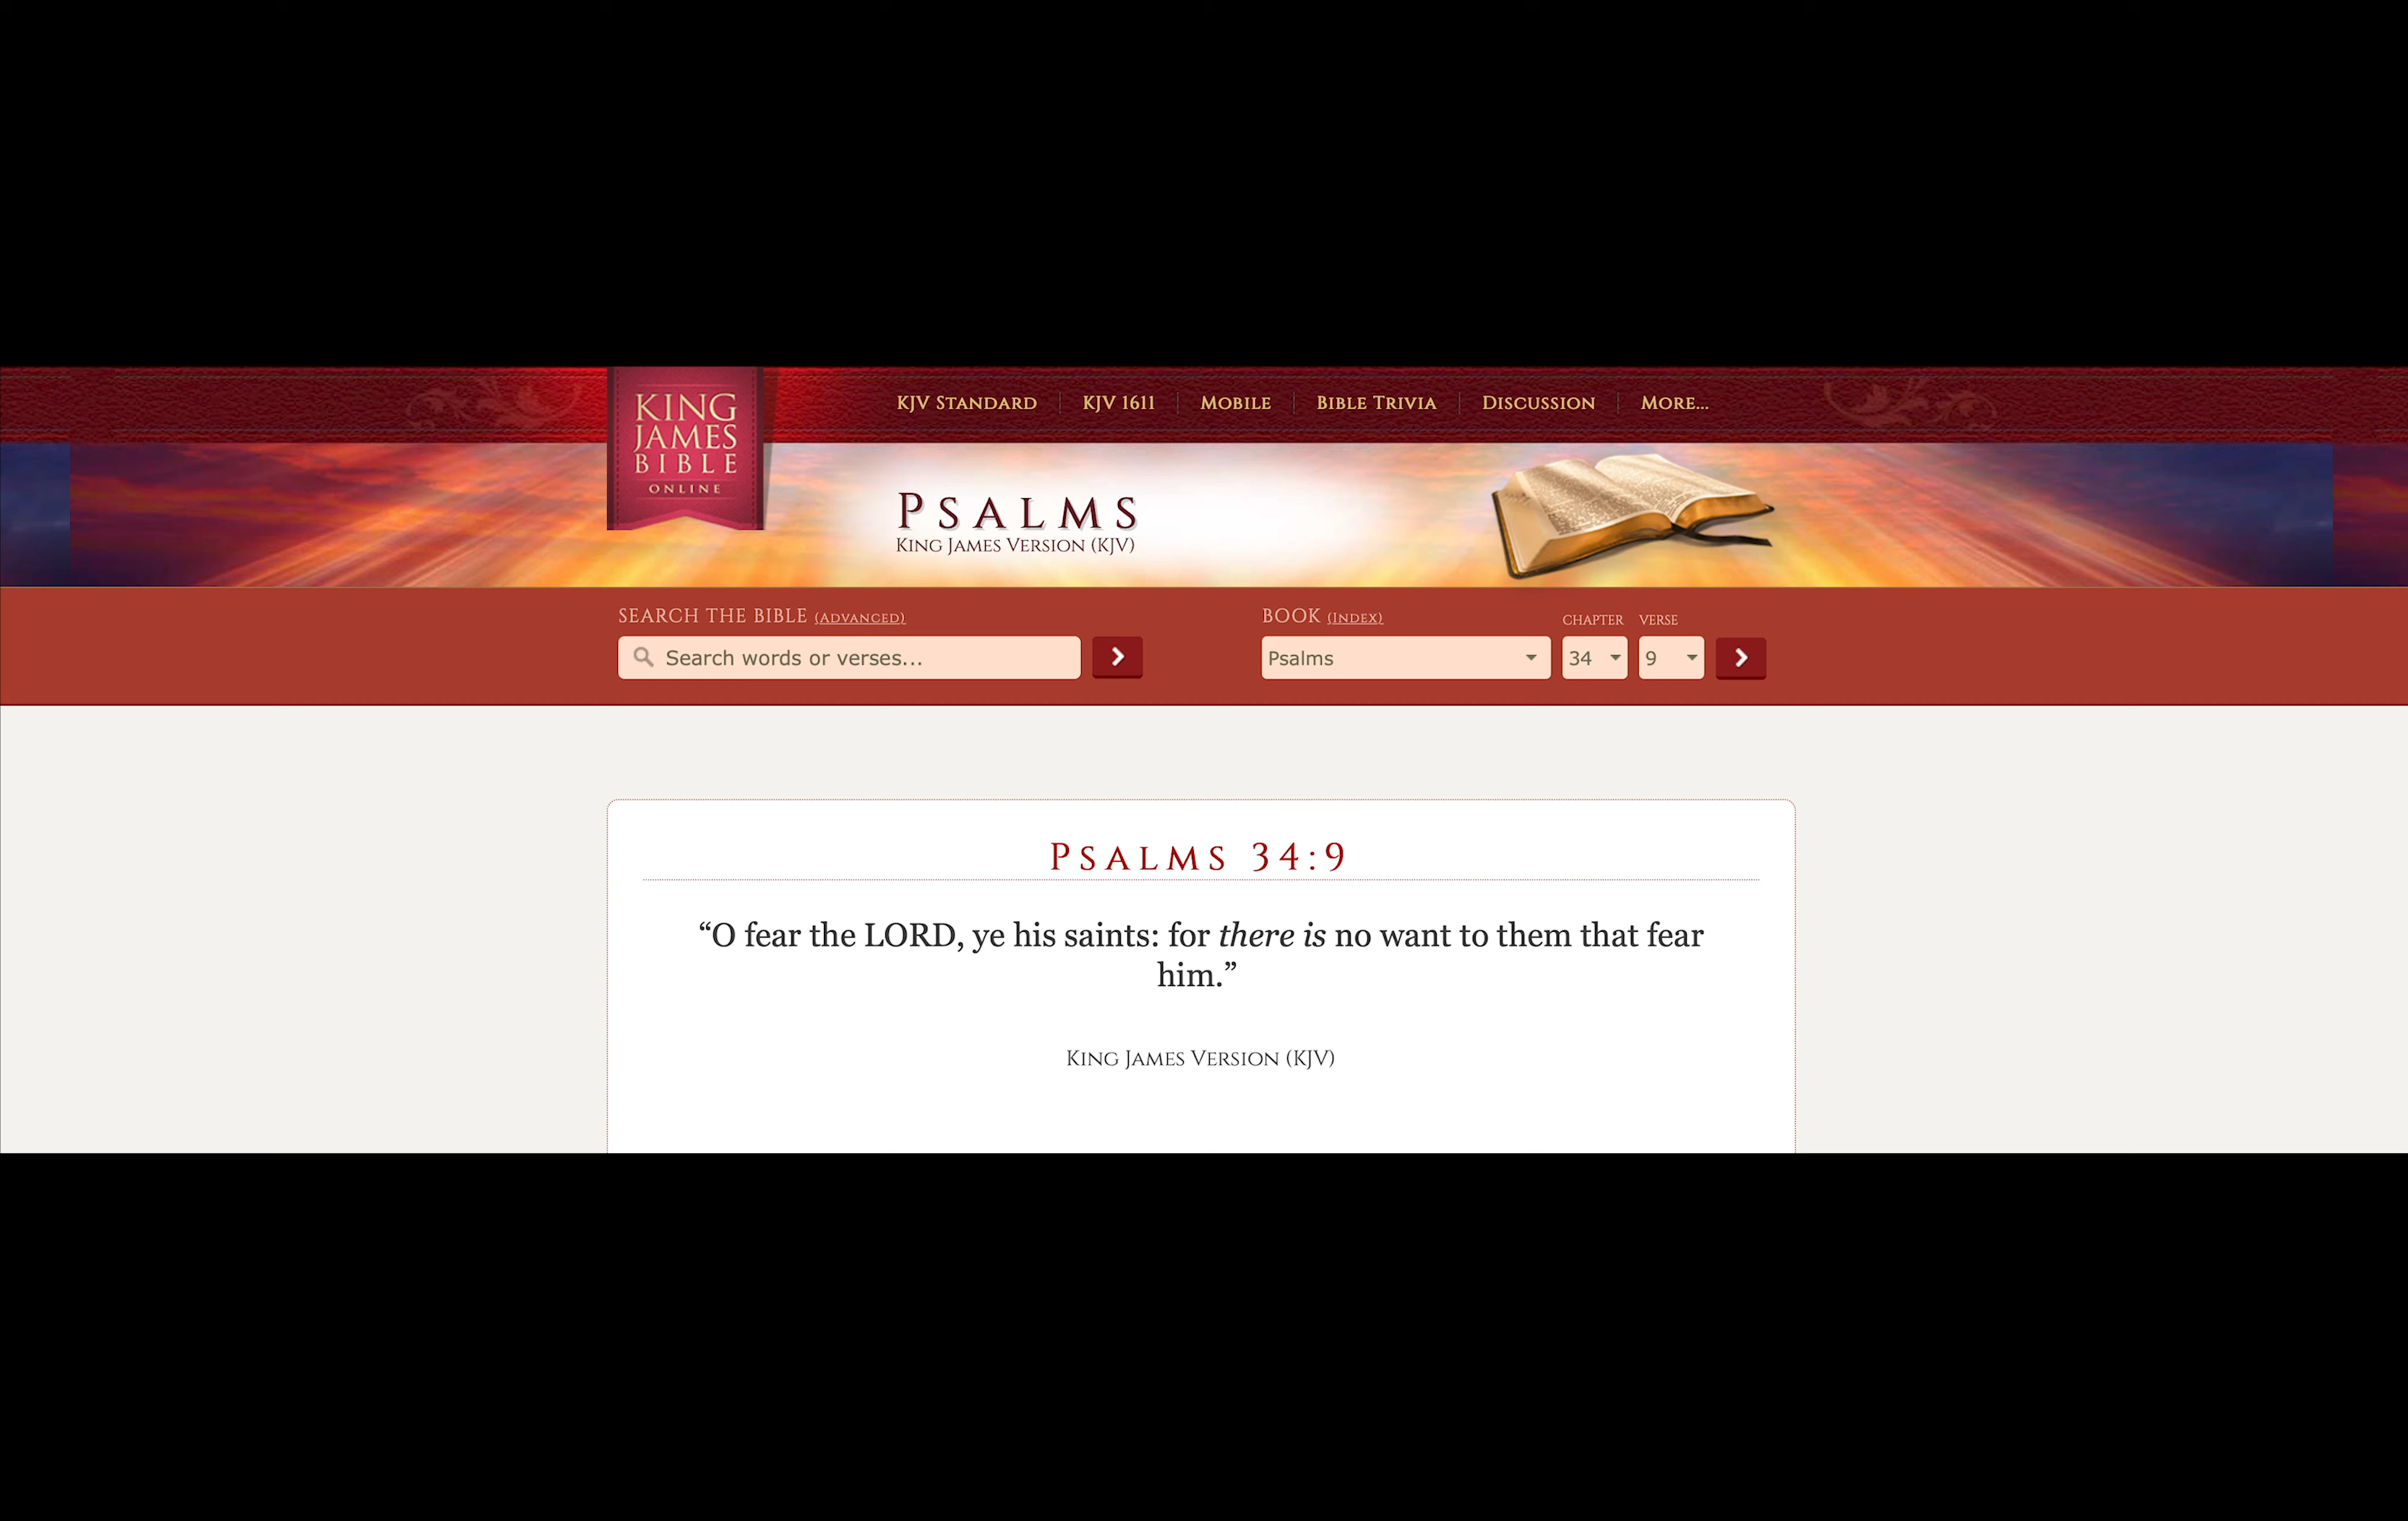 KING
JAMES
BIBLE
ONLINE
KJV STANDARD
KJV 1611
MOBILE
BIBLE TRIVIA
DISCUSSION
MORE...
PSALMS
KING JAMES VERSION (KJV)
SEARCH THE BIBLE (ADVANCED)
Search words or verses...
BOOK (INDEX)
CHAPTER
VERSE
Psalms
34
9
PSALMS 34:9
“O fear the LORD, ye his saints: for there is no want to them that fear
him.”
KING JAMES VERSION (KJV)